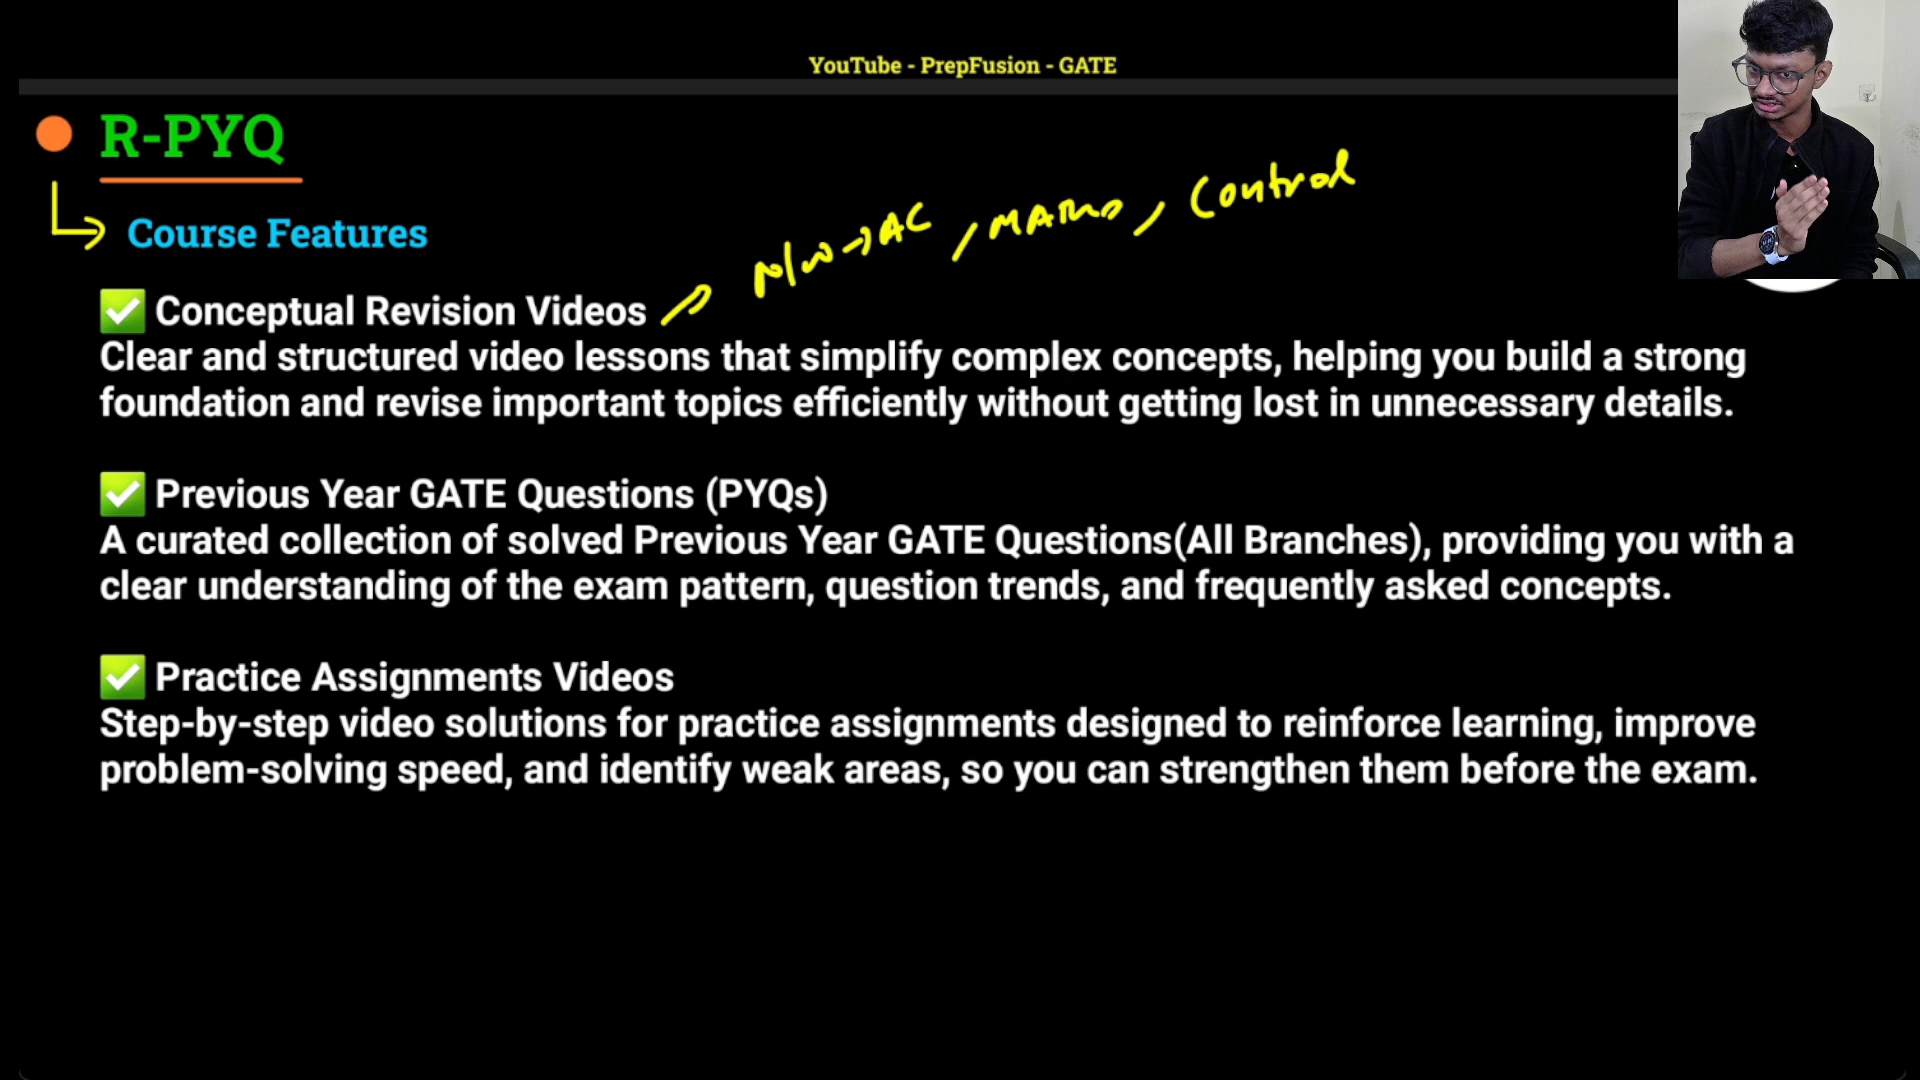 YouTube - PrepFusion - GATE
R-PYQ
Course Features
N/w → AC , MATHS , Control
✅ Conceptual Revision Videos
Clear and structured video lessons that simplify complex concepts, helping you build a strong
foundation and revise important topics efficiently without getting lost in unnecessary details.
✅ Previous Year GATE Questions (PYQs)
A curated collection of solved Previous Year GATE Questions(All Branches), providing you with a
clear understanding of the exam pattern, question trends, and frequently asked concepts.
✅ Practice Assignments Videos
Step-by-step video solutions for practice assignments designed to reinforce learning, improve
problem-solving speed, and identify weak areas, so you can strengthen them before the exam.